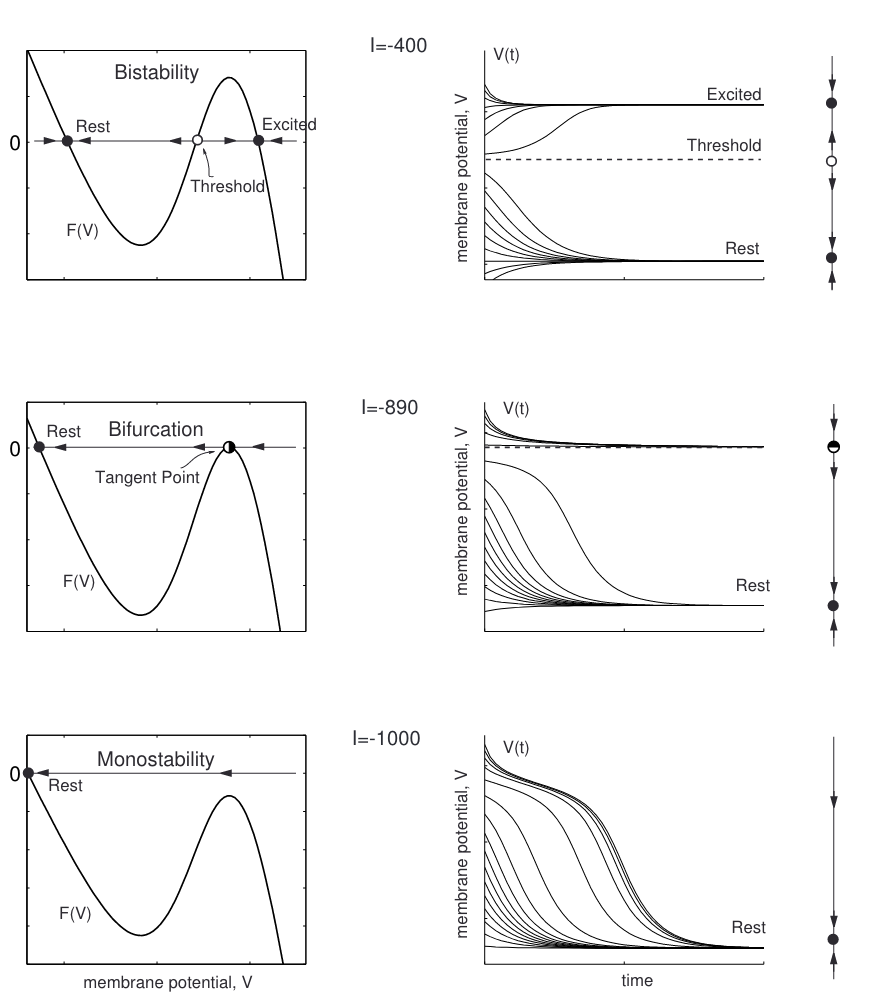 I=-400
Bistability
Rest
Excited
0
Threshold
F(V)
V(t)
membrane potential, V
Excited
Threshold
Rest
I=-890
Bifurcation
Rest
0
Tangent Point
F(V)
V(t)
membrane potential, V
Rest
I=-1000
Monostability
0
Rest
F(V)
membrane potential, V
V(t)
membrane potential, V
Rest
time